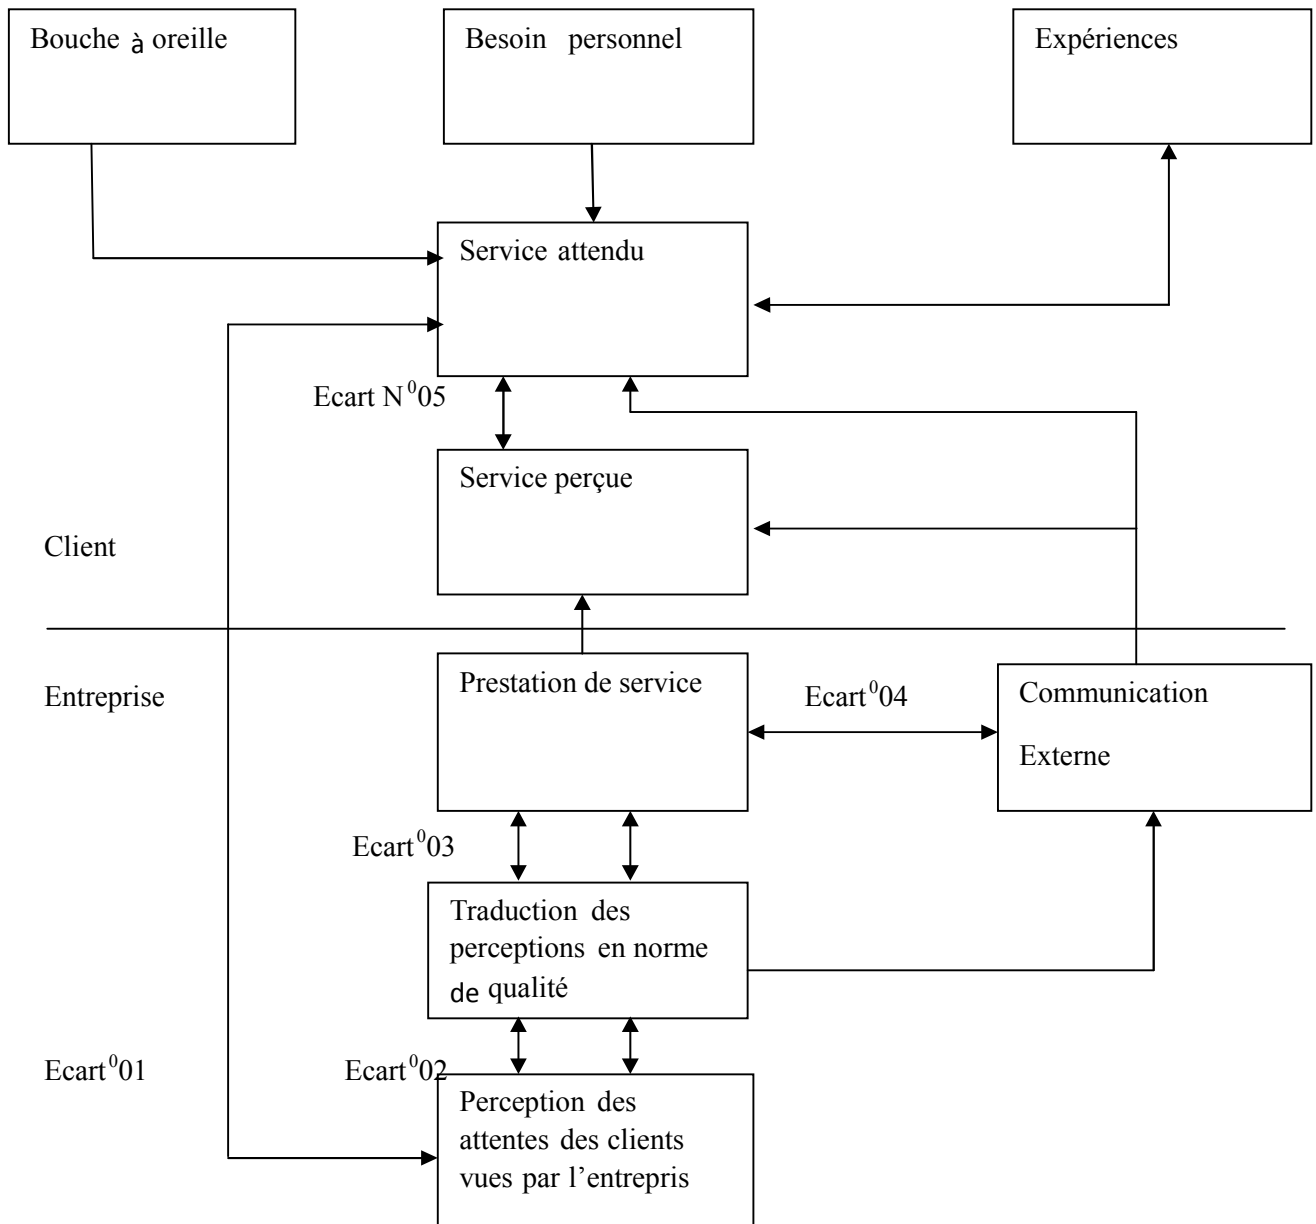 Bouche à oreille
Besoin personnel
Expériences
Service attendu
Ecart N⁰05
Service perçue
Client
Entreprise
Prestation de service
Ecart⁰04
Communication
Externe
Ecart⁰03
Traduction des
perceptions en norme
de qualité
Ecart⁰01
Ecart⁰02
Perception des
attentes des clients
vues par l’entrepris